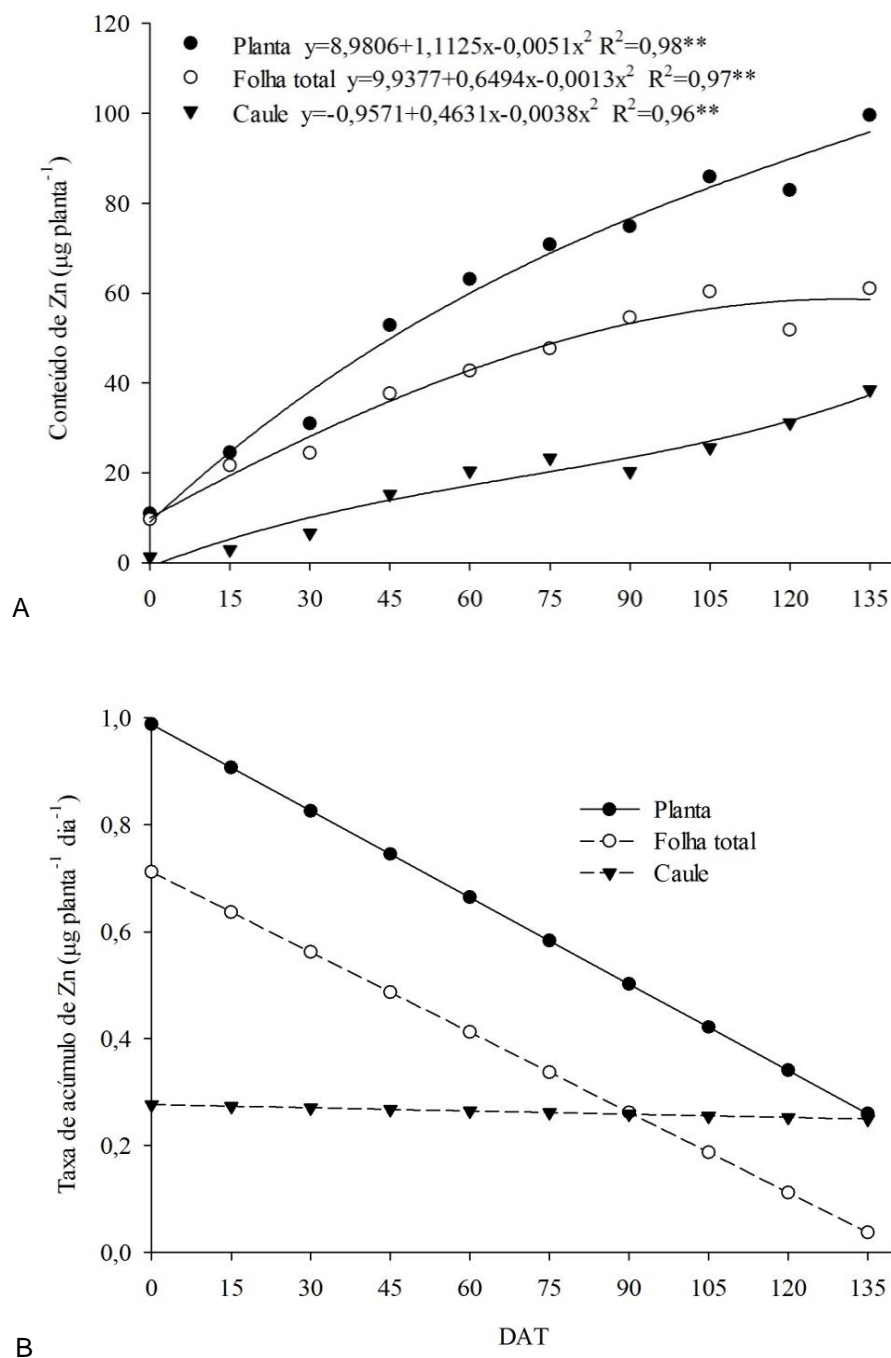 120
100
80
60
40
20
0
Conteúdo de Zn (µg planta⁻¹)
Planta y=8,9806+1,1125x-0,0051x² R²=0,98**
Folha total y=9,9377+0,6494x-0,0013x² R²=0,97**
Caule y=-0,9571+0,4631x-0,0038x² R²=0,96**
0 15 30 45 60 75 90 105 120 135
A
1,0
0,8
0,6
0,4
0,2
0,0
Taxa de acúmulo de Zn (µg planta⁻¹ dia⁻¹)
Planta
Folha total
Caule
0 15 30 45 60 75 90 105 120 135
DAT
B